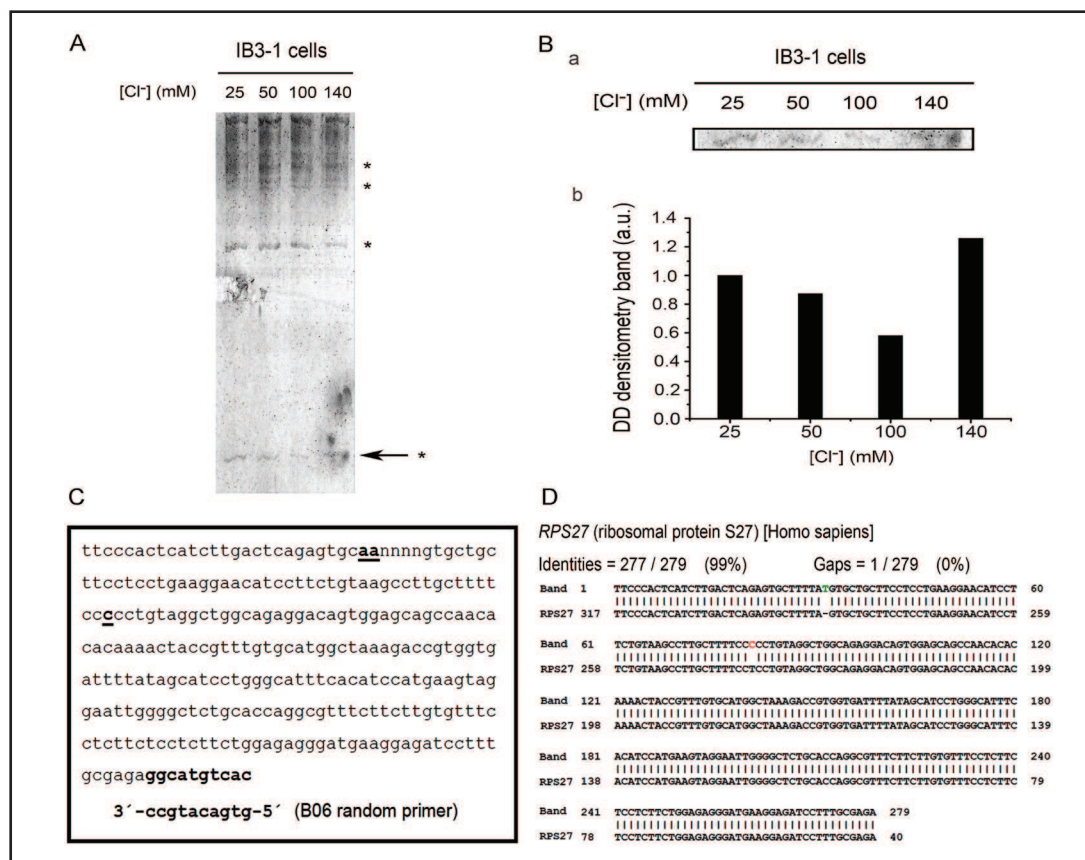 A
IB3-1 cells
[Cl⁻] (mM)
25 50 100 140
*
*
*
*
B
a
IB3-1 cells
[Cl⁻] (mM) 25 50 100 140
b
DD densitometry band (a.u.)
1.4
1.2
1.0
0.8
0.6
0.4
0.2
0.0
25 50 100 140
[Cl⁻] (mM)
C
ttcccactcatcttgactcagagtgcaannnnngtgctgc
ttcctcctgaaggaacatccttctgtaagccttgctttt
cccctgtaggctggcagaggacagtggagcagccaaca
cacaaaactaccgtttgtgcatggctaaagaccgtggtg
attttatagcatcctgggcatttcacatccatgaagtag
gaattggggctctgcaccaggcgtttcttcttgtgtttc
ctcttctcctcttctggagagggatgaaggagatccttt
gcgagaggcatgtcac
3´-ccgtacagtg-5´ (B06 random primer)
D
RPS27 (ribosomal protein S27) [Homo sapiens]
Identities = 277 / 279 (99%) Gaps = 1 / 279 (0%)
Band 1 TTCCCACTCATCTTGACTCAGAGTGCTTTTATGTGCTGCTTCCTCCTGAAGGAACATCCT 60
RPS27 317 TTCCCACTCATCTTGACTCAGAGTGCTTTTA-GTGCTGCTTCCTCCTGAAGGAACATCCT 259
Band 61 TCTGTAAGCCTTGCTTTTCCCCCTGTAGGCTGGCAGAGGACAGTGGAGCAGCCAACACAC 120
RPS27 258 TCTGTAAGCCTTGCTTTTCCTCCTGTAGGCTGGCAGAGGACAGTGGAGCAGCCAACACAC 199
Band 121 AAAACTACCGTTTGTGCATGGCTAAAGACCGTGGTGATTTTATAGCATCCTGGGCATTTC 180
RPS27 198 AAAACTACCGTTTGTGCATGGCTAAAGACCGTGGTGATTTTATAGCATCCTGGGCATTTC 139
Band 181 ACATCCATGAAGTAGGAATTGGGGCTCTGCACCAGGCGTTTCTTCTTGTGTTTCCTCTTC 240
RPS27 138 ACATCCATGAAGTAGGAATTGGGGCTCTGCACCAGGCGTTTCTTCTTGTGTTTCCTCTTC 79
Band 241 TCCTCTTCTGGAGAGGGATGAAGGAGATCCTTTGCGAGA 279
RPS27 78 TCCTCTTCTGGAGAGGGATGAAGGAGATCCTTTGCGAGA 40